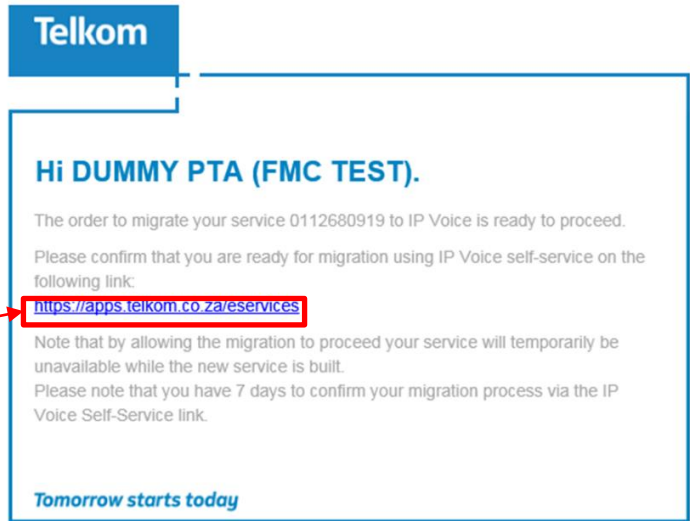 Telkom
Hi DUMMY PTA (FMC TEST).
The order to migrate your service 0112680919 to IP Voice is ready to proceed.
Please confirm that you are ready for migration using IP Voice self-service on the
following link:
https://apps.telkom.co.za/eservices
Note that by allowing the migration to proceed your service will temporarily be
unavailable while the new service is built.
Please note that you have 7 days to confirm your migration process via the IP
Voice Self-Service link.
Tomorrow starts today